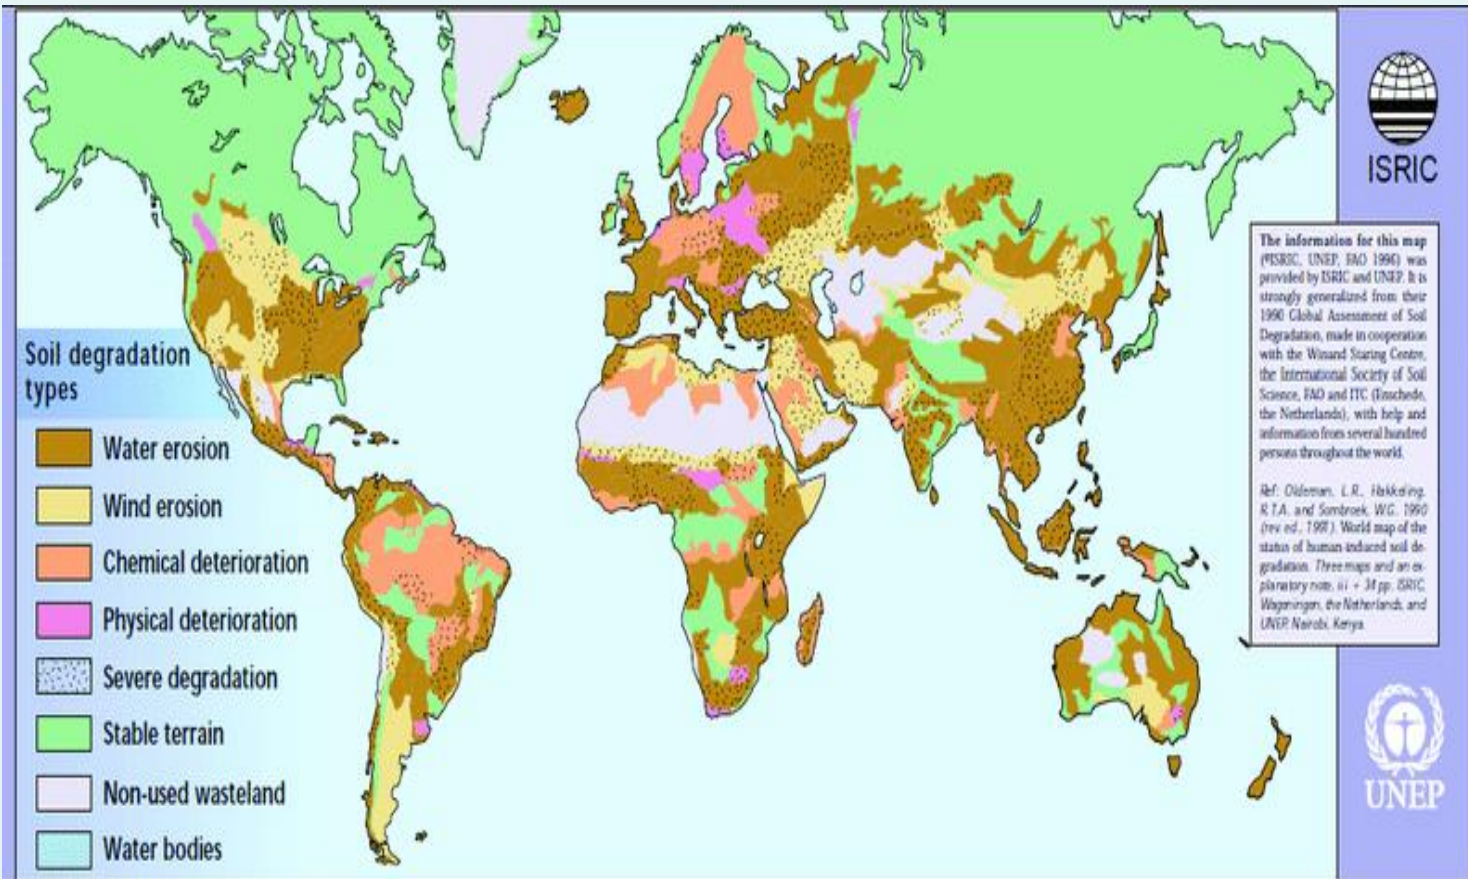 Soil degradation
types
Water erosion
Wind erosion
Chemical deterioration
Physical deterioration
Severe degradation
Stable terrain
Non-used wasteland
Water bodies
ISRIC
The information for this map
(ISRIC, UNEP, FAO 1996) was
provided by ISRIC and UNEP. It is
strongly generalized from their
1990 Global Assessment of Soil
Degradation, made in cooperation
with the Winand Staring Centre,
the International Society of Soil
Science, FAO and ITC (Enschede,
the Netherlands), with help and
information from several hundred
persons throughout the world.
Ref: Oldeman, L.R., Hakkeling,
R.T.A. and Sombroek, W.G. 1990
(rev. ed., 1991). World map of the
status of human-induced soil de-
gradation. Three maps and an ex-
planatory note, iii + 34 pp. ISRIC,
Wageningen, the Netherlands, and
UNEP, Nairobi, Kenya.
UNEP